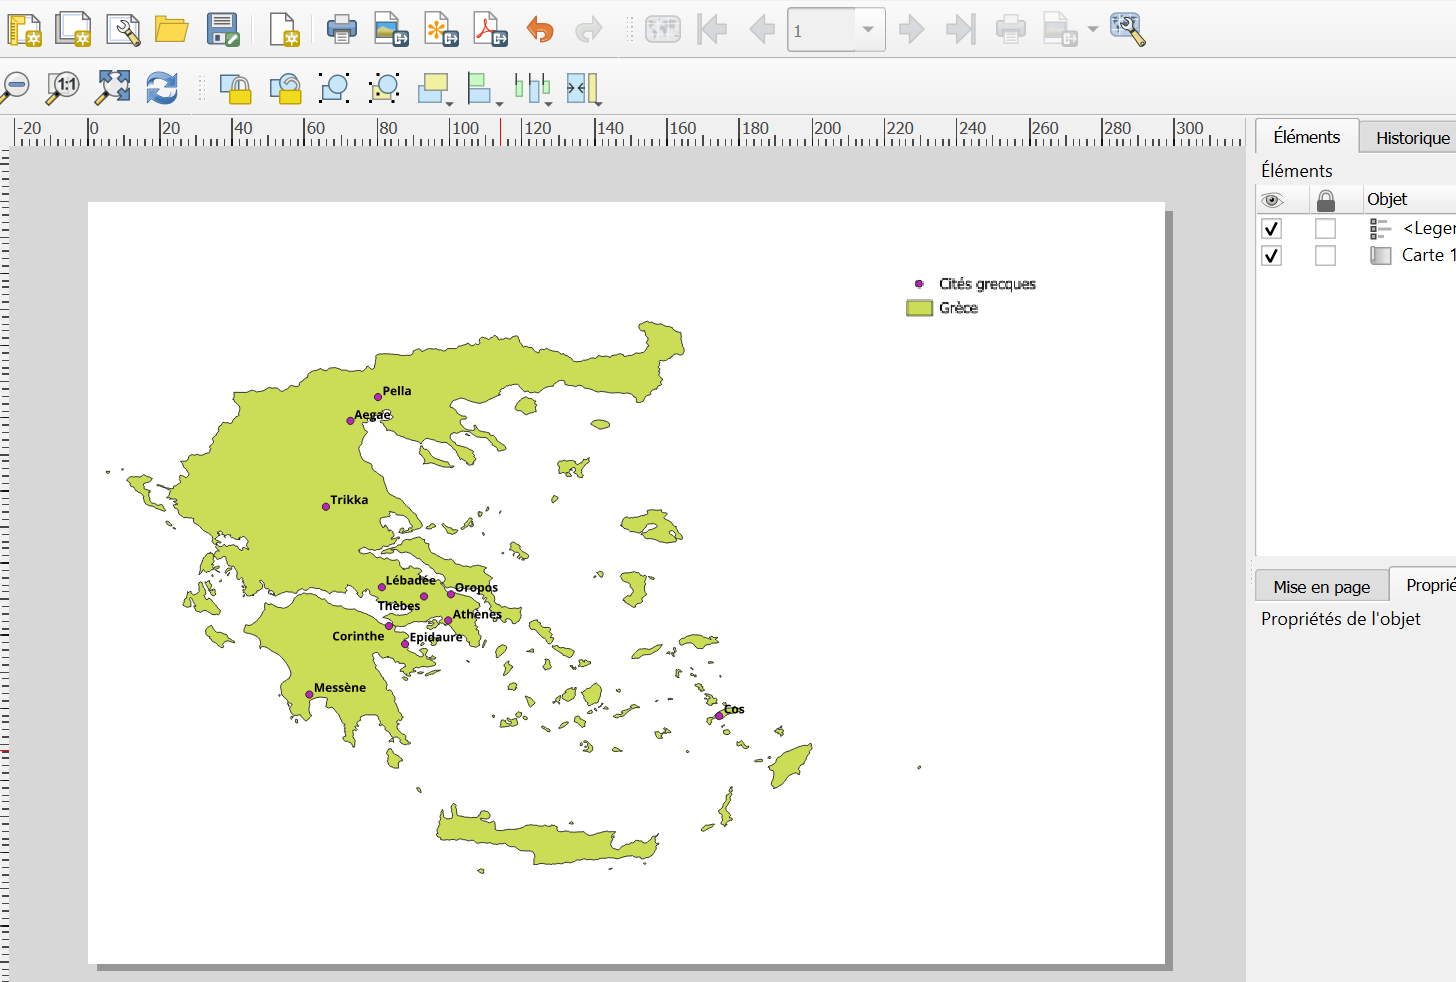 1
1:1
-20 0 20 40 60 80 100 120 140 160 180 200 220 240 260 280 300
Éléments Historique
Éléments
Objet
<Leger
Carte 1
Cités grecques
Grèce
Pella
Aegae
Trikka
Lébadée
Oropos
Thèbes
Athènes
Corinthe
Epidaure
Messène
Cos
Mise en page Proprié
Propriétés de l'objet